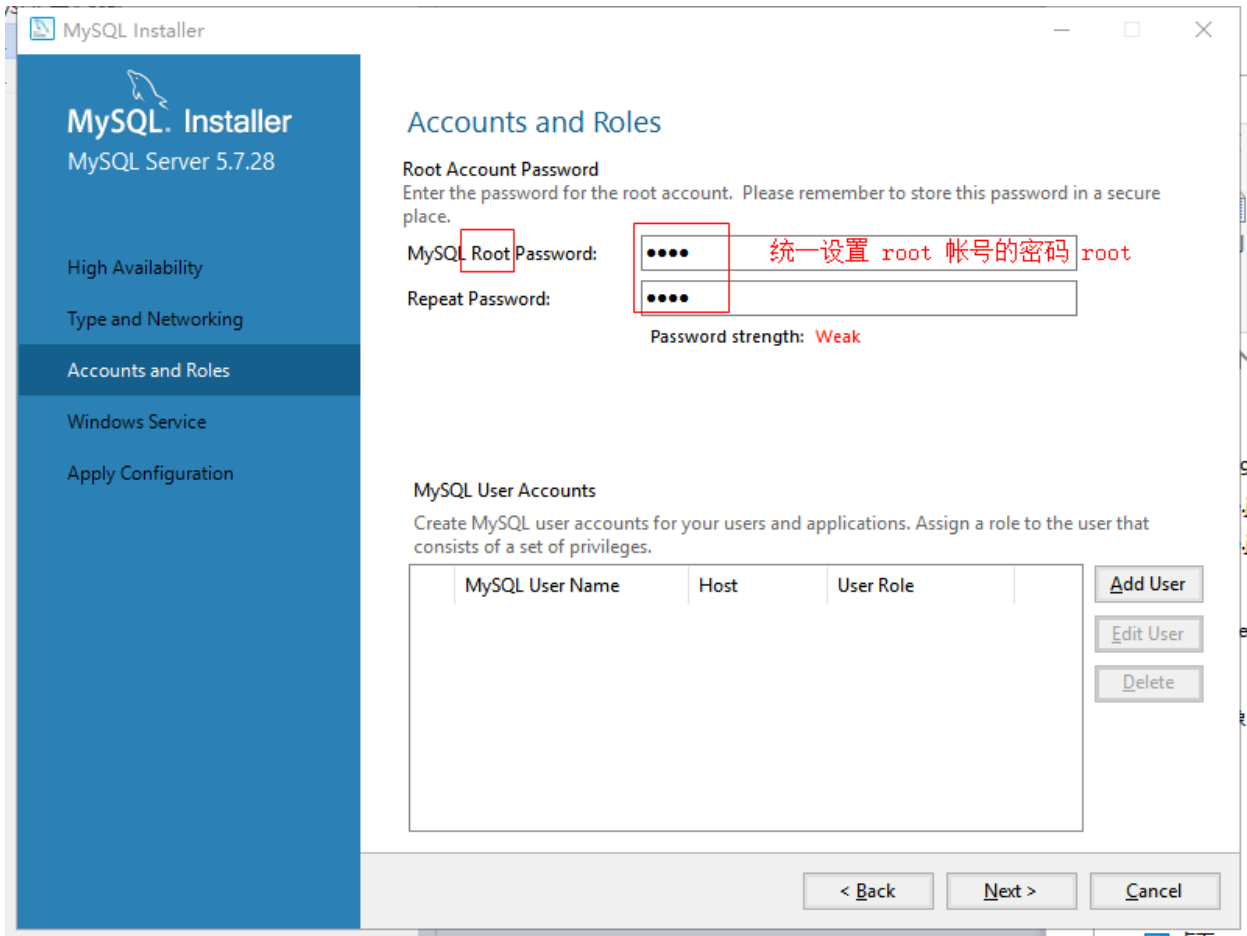 MySQL Installer
MySQL. Installer
MySQL Server 5.7.28
High Availability
Type and Networking
Accounts and Roles
Windows Service
Apply Configuration
Accounts and Roles
Root Account Password
Enter the password for the root account. Please remember to store this password in a secure
place.
MySQL Root Password: ●●●● 统一设置 root 帐号的密码 root
Repeat Password: ●●●●
Password strength: Weak
MySQL User Accounts
Create MySQL user accounts for your users and applications. Assign a role to the user that
consists of a set of privileges.
MySQL User Name Host User Role
Add User
Edit User
Delete
< Back Next > Cancel